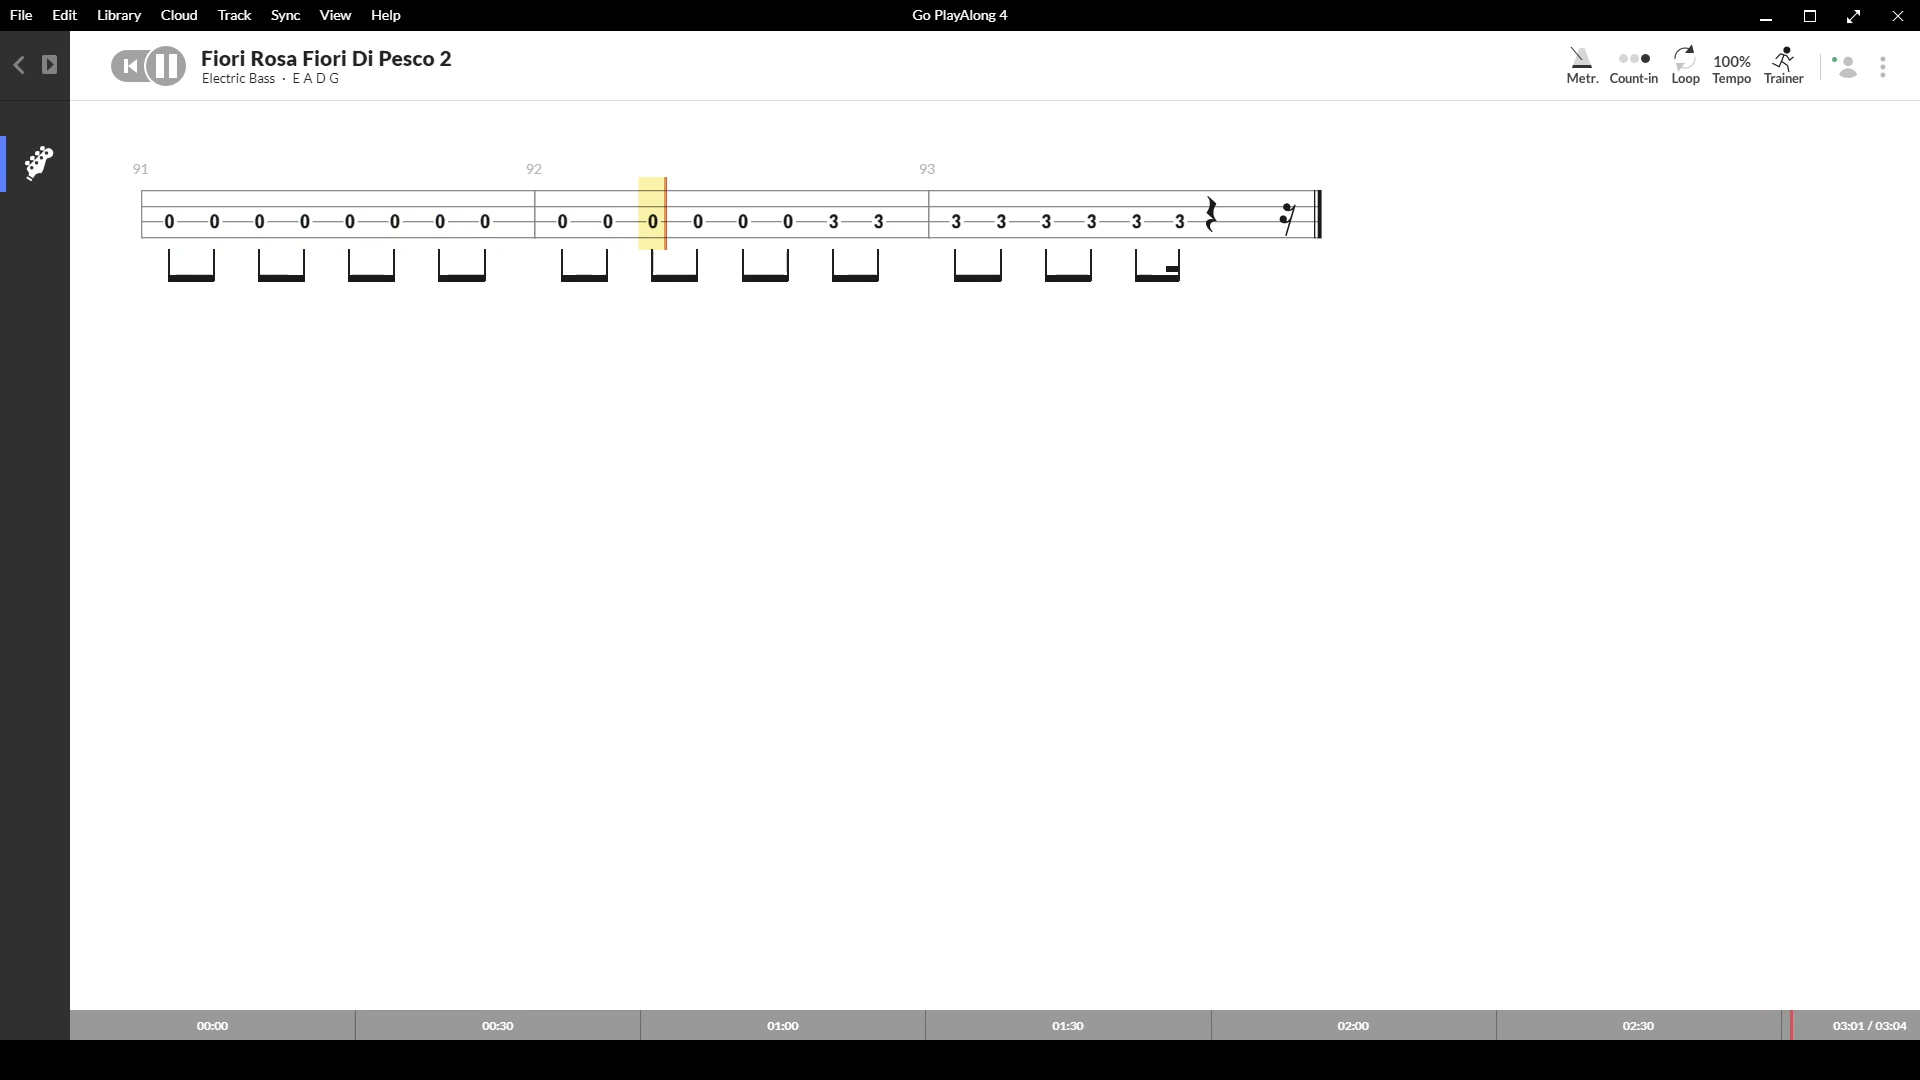 File Edit Library Cloud Track Sync View Help
Go PlayAlong 4
Fiori Rosa Fiori Di Pesco 2
Electric Bass · E A D G
Metr. Count-in Loop 100% Tempo Trainer
91 92 93
0 0 0 0 0 0 0 0 0 0 0 0 0 0 3 3 3 3 3 3 3 3
00:00 00:30 01:00 01:30 02:00 02:30 03:01 / 03:04